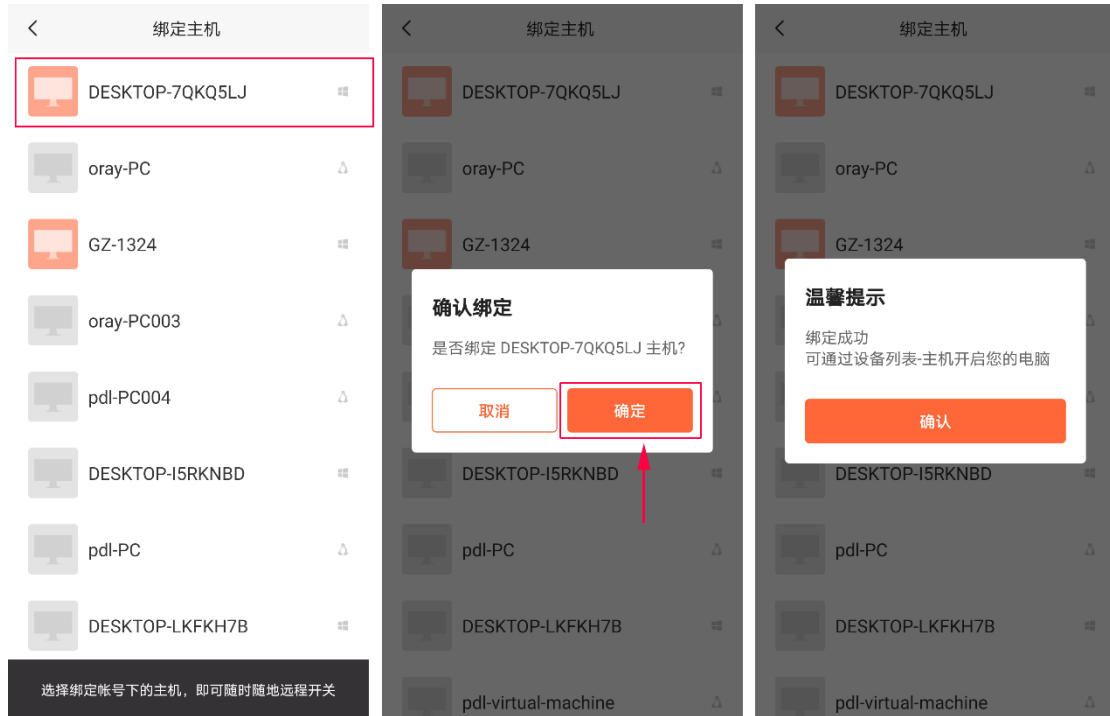 绑定主机
DESKTOP-7QKQ5LJ
oray-PC
GZ-1324
oray-PC003
pdl-PC004
DESKTOP-I5RKNBD
pdl-PC
DESKTOP-LKFKH7B
选择绑定帐号下的主机，即可随时随地远程开关
绑定主机
DESKTOP-7QKQ5LJ
oray-PC
GZ-1324
确认绑定
是否绑定 DESKTOP-7QKQ5LJ 主机?
取消
确定
DESKTOP-I5RKNBD
pdl-PC
DESKTOP-LKFKH7B
pdl-virtual-machine
绑定主机
DESKTOP-7QKQ5LJ
oray-PC
GZ-1324
温馨提示
绑定成功
可通过设备列表-主机开启您的电脑
确认
DESKTOP-I5RKNBD
pdl-PC
DESKTOP-LKFKH7B
pdl-virtual-machine